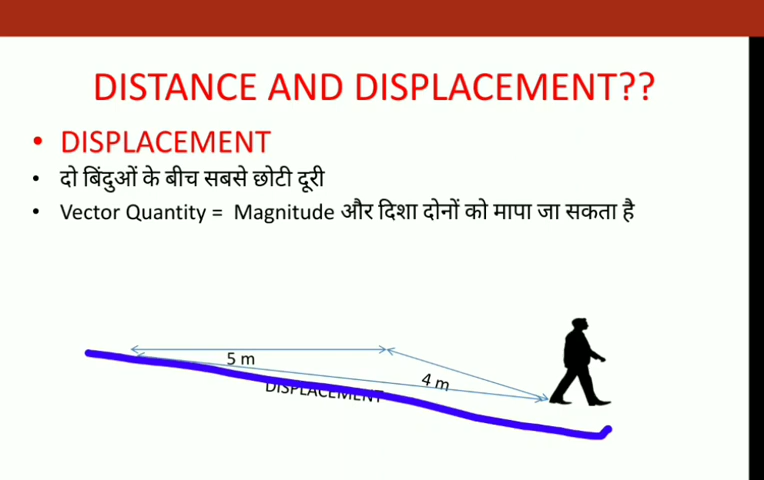 DISTANCE AND DISPLACEMENT??
• DISPLACEMENT
• दो बिंदुओं के बीच सबसे छोटी दूरी
• Vector Quantity = Magnitude और दिशा दोनों को मापा जा सकता है
5 m
4 m
DISPLACEMENT